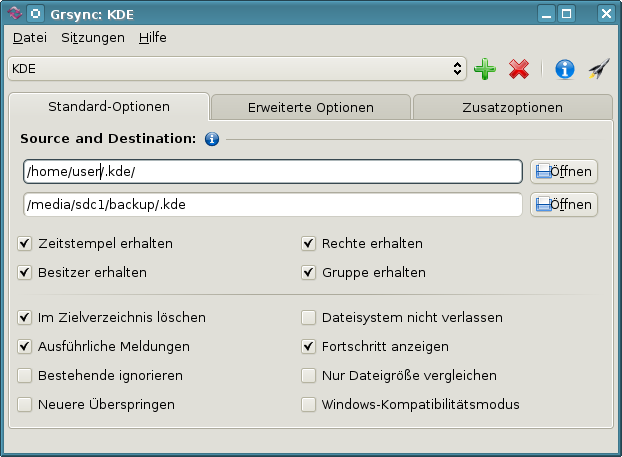 Grsync: KDE
Datei Sitzungen Hilfe
KDE
Standard-Optionen Erweiterte Optionen Zusatzoptionen
Source and Destination:
/home/user/.kde/ Öffnen
/media/sdc1/backup/.kde Öffnen
Zeitstempel erhalten Rechte erhalten
Besitzer erhalten Gruppe erhalten
Im Zielverzeichnis löschen Dateisystem nicht verlassen
Ausführliche Meldungen Fortschritt anzeigen
Bestehende ignorieren Nur Dateigröße vergleichen
Neuere Überspringen Windows-Kompatibilitätsmodus